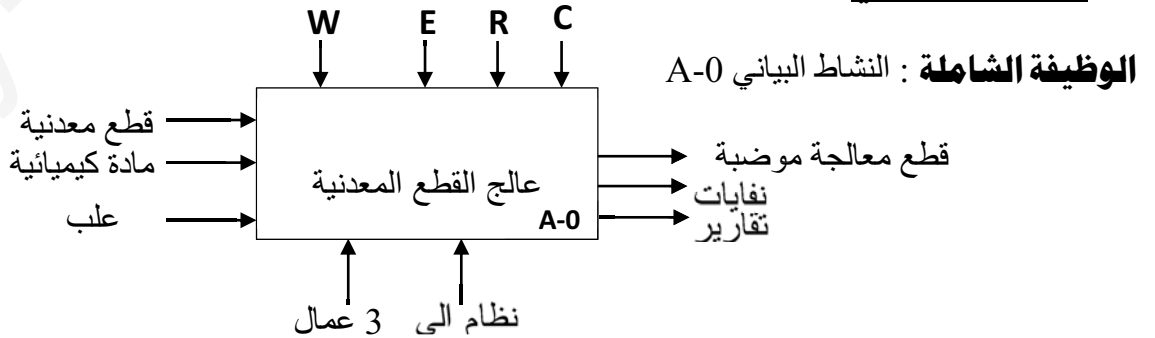 W E R C
الوظيفة الشاملة : النشاط البياني A-0
قطع معدنية
مادة كيميائية
علب
عالج القطع المعدنية
A-0
قطع معالجة موضبة
نفايات
تقارير
3 عمال
نظام الي